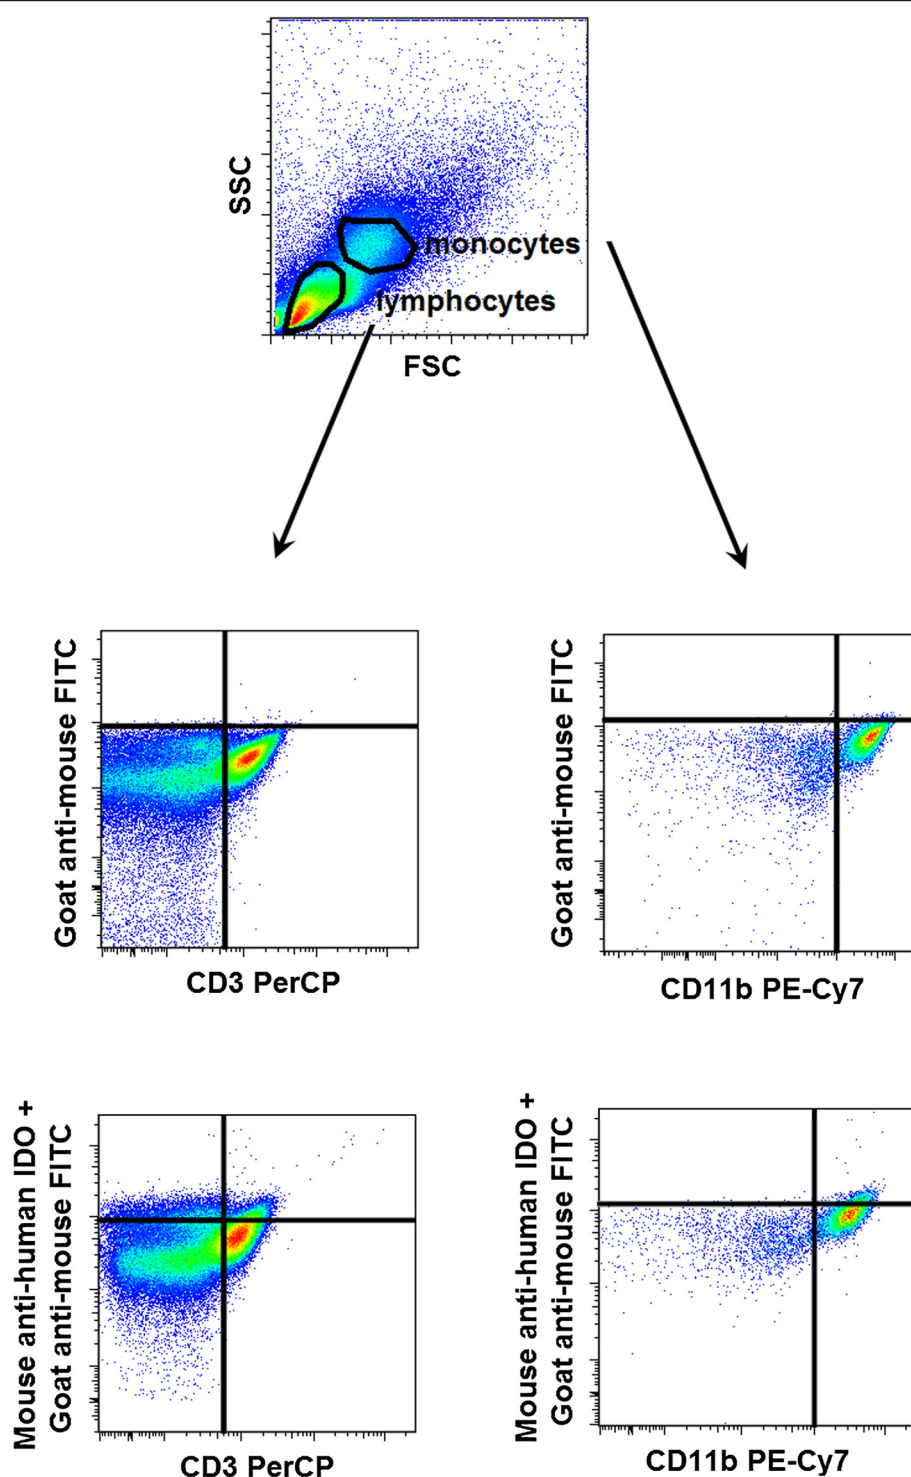 SSC
monocytes
lymphocytes
FSC
Goat anti-mouse FITC
CD3 PerCP
Goat anti-mouse FITC
CD11b PE-Cy7
Mouse anti-human IDO +
Goat anti-mouse FITC
CD3 PerCP
Mouse anti-human IDO +
Goat anti-mouse FITC
CD11b PE-Cy7